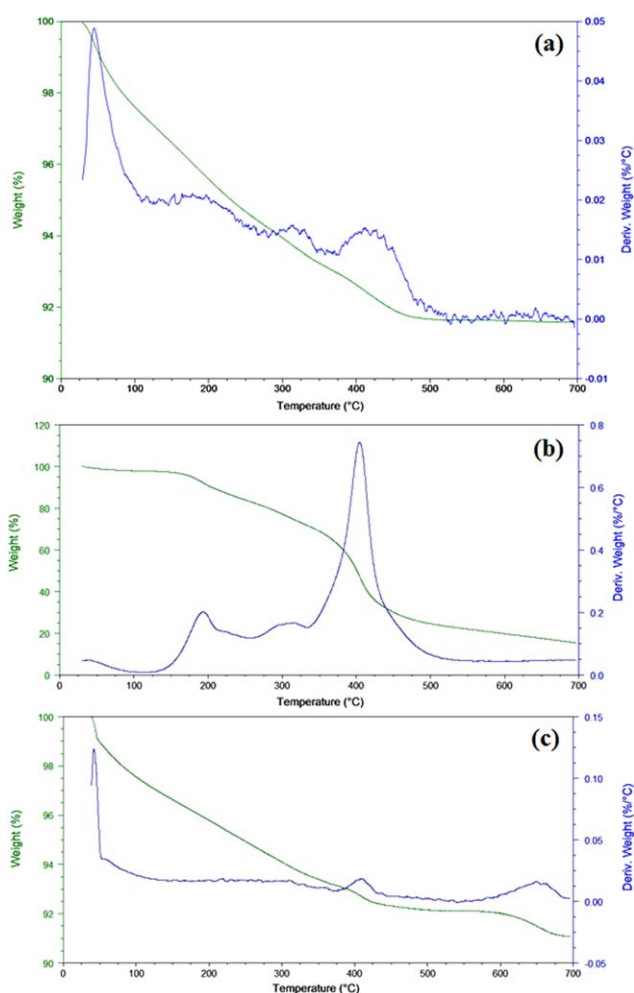 (a)
Weight (%)
100
98
96
94
92
90
Deriv. Weight (%/°C)
0.05
0.04
0.03
0.02
0.01
0.00
-0.01
0 100 200 300 400 500 600 700
Temperature (°C)
(b)
Weight (%)
120
100
80
60
40
20
0
Deriv. Weight (%/°C)
0.8
0.6
0.4
0.2
0.0
0 100 200 300 400 500 600 700
Temperature (°C)
(c)
Weight (%)
100
98
96
94
92
90
Deriv. Weight (%/°C)
0.15
0.10
0.05
0.00
-0.05
0 100 200 300 400 500 600 700
Temperature (°C)